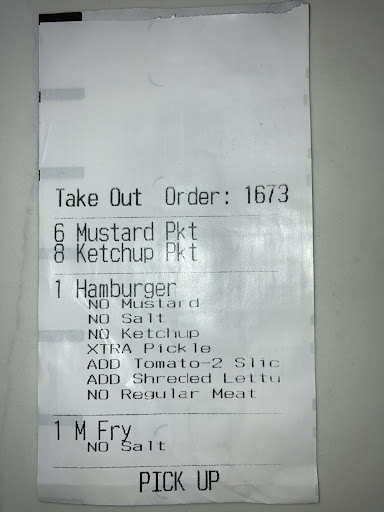 Take Out Order: 1673
6 Mustard Pkt
8 Ketchup Pkt
1 Hamburger
NO Mustard
NO Salt
NO Ketchup
XTRA Pickle
ADD Tomato-2 Slic
ADD Shreded Lettu
NO Regular Meat
1 M Fry
NO Salt
PICK UP